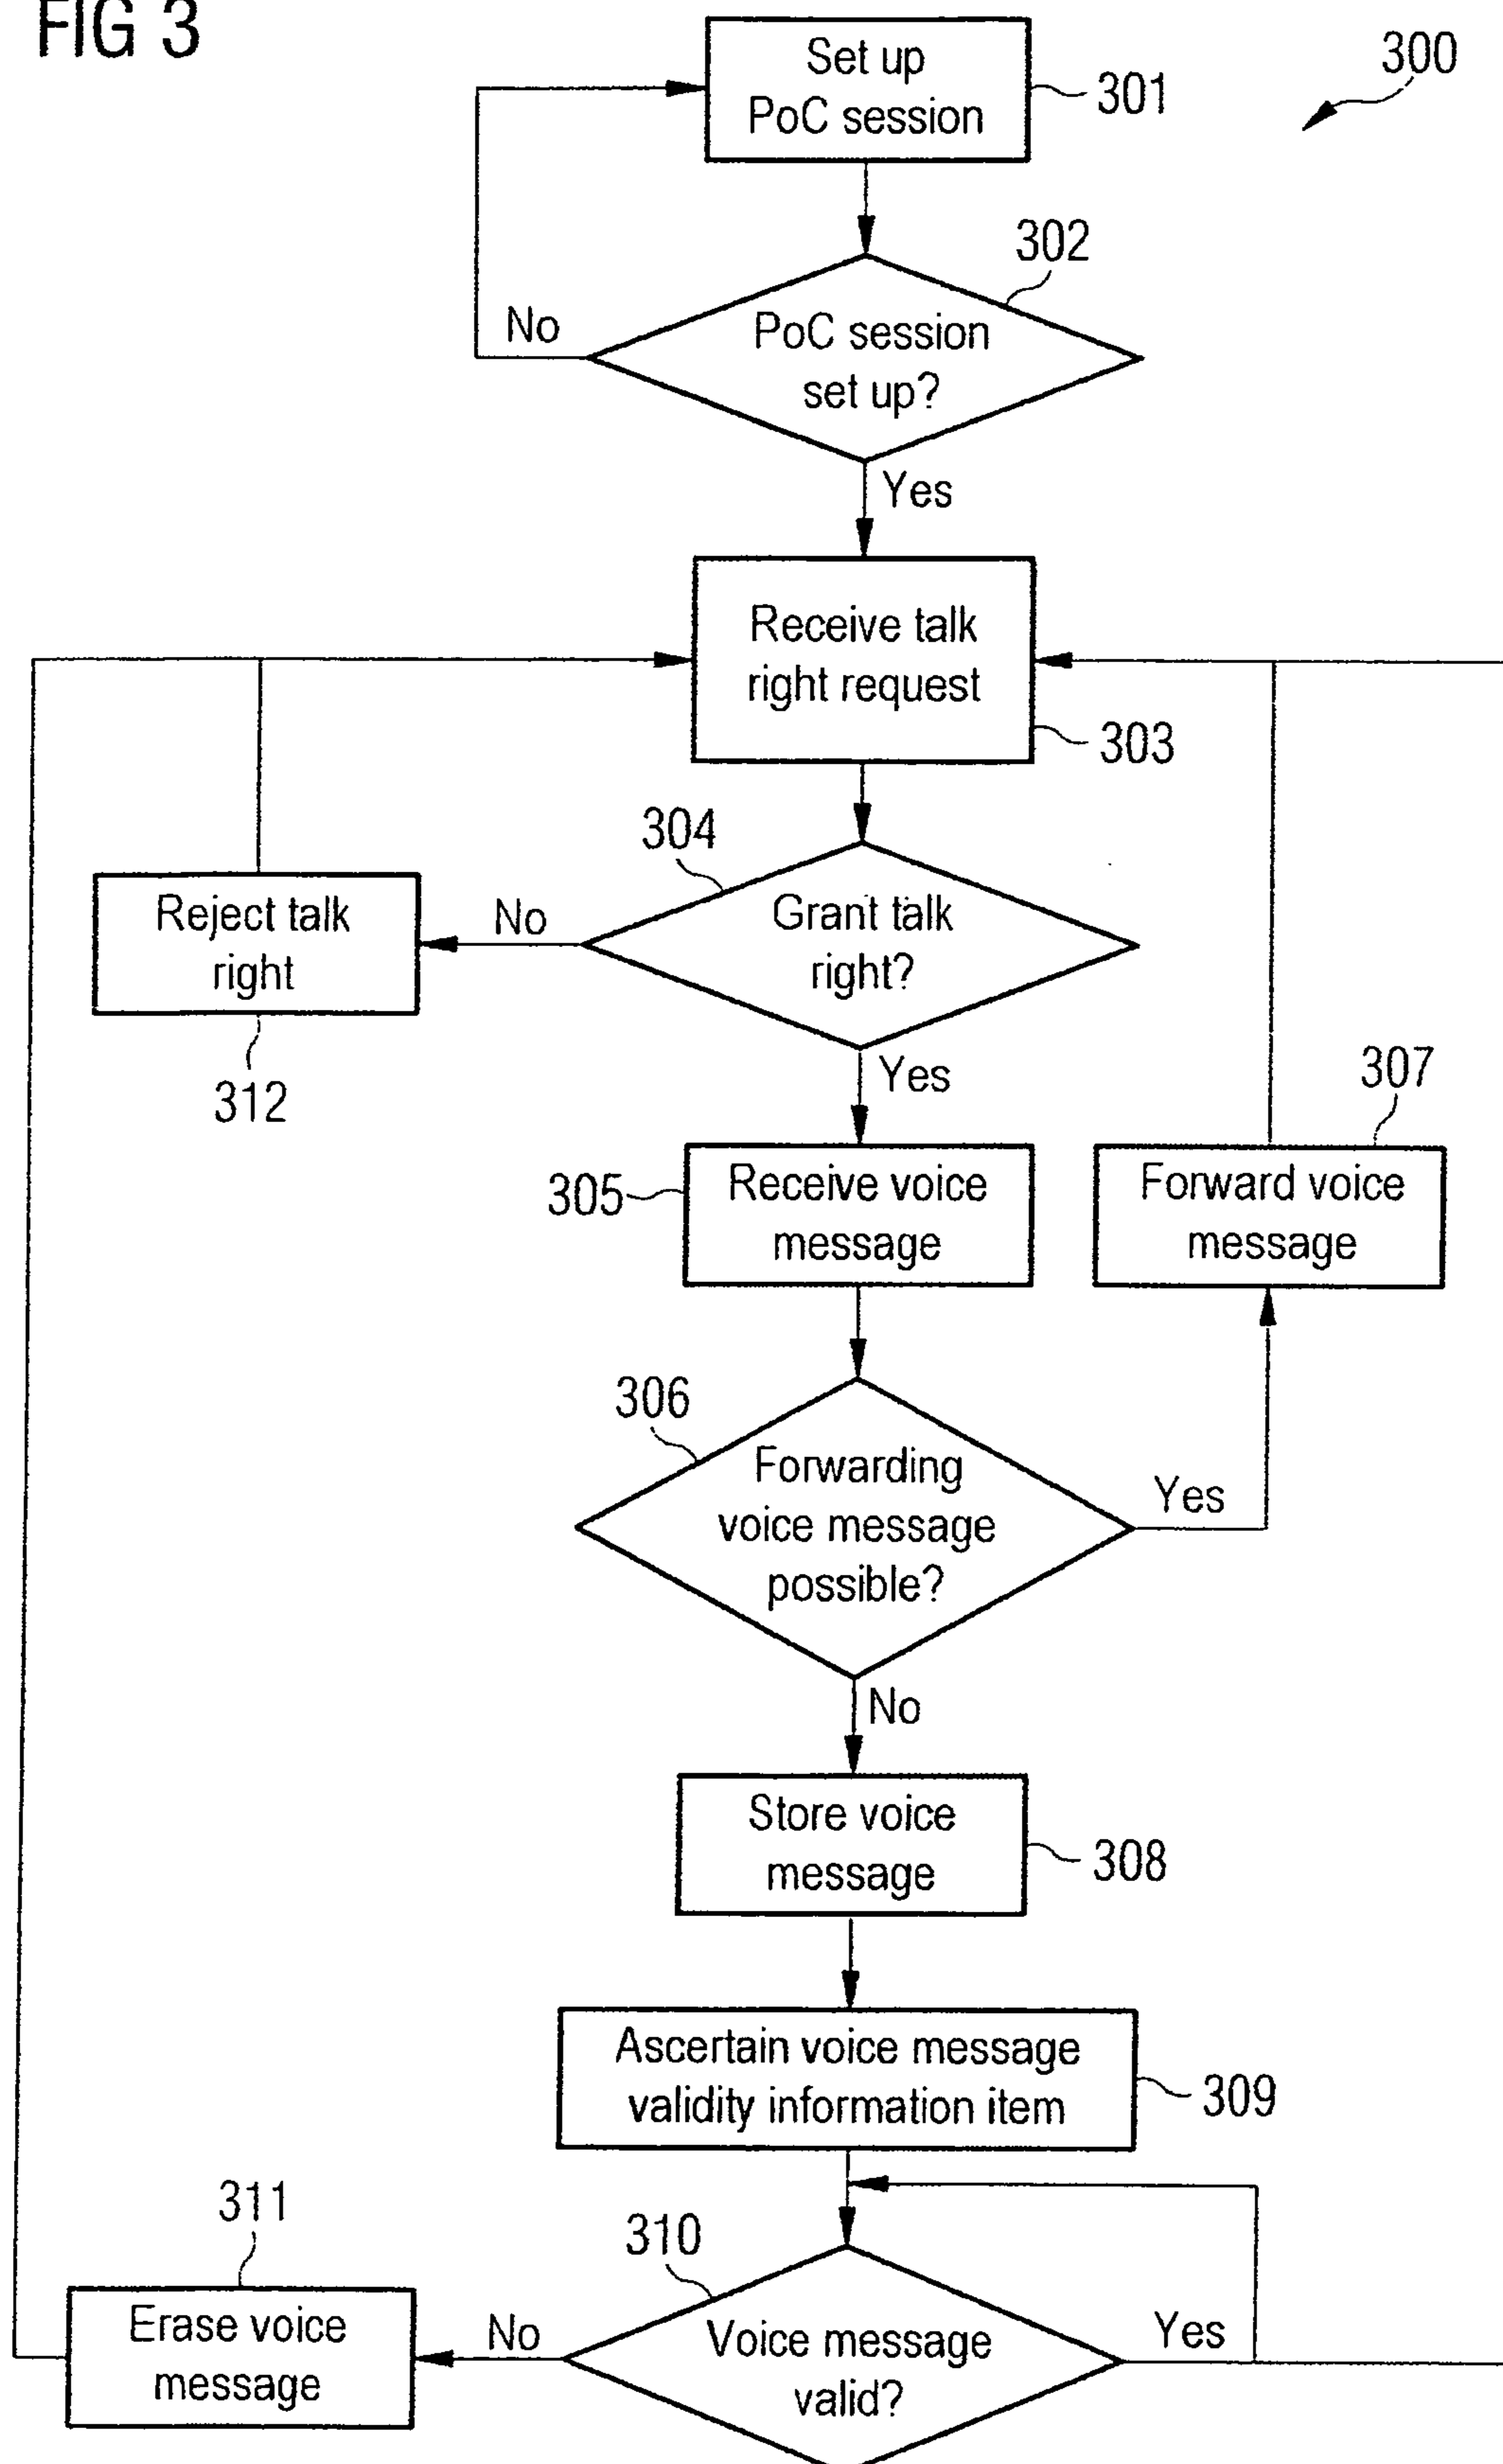 FIG 3
300
Set up
PoC session
301
302
PoC session
set up?
No
Yes
Receive talk
right request
303
304
Grant talk
right?
No
Reject talk
right
312
Yes
305
Receive voice
message
307
Forward voice
message
306
Forwarding
voice message
possible?
Yes
No
Store voice
message
308
Ascertain voice message
validity information item
309
310
Voice message
valid?
Yes
No
311
Erase voice
message